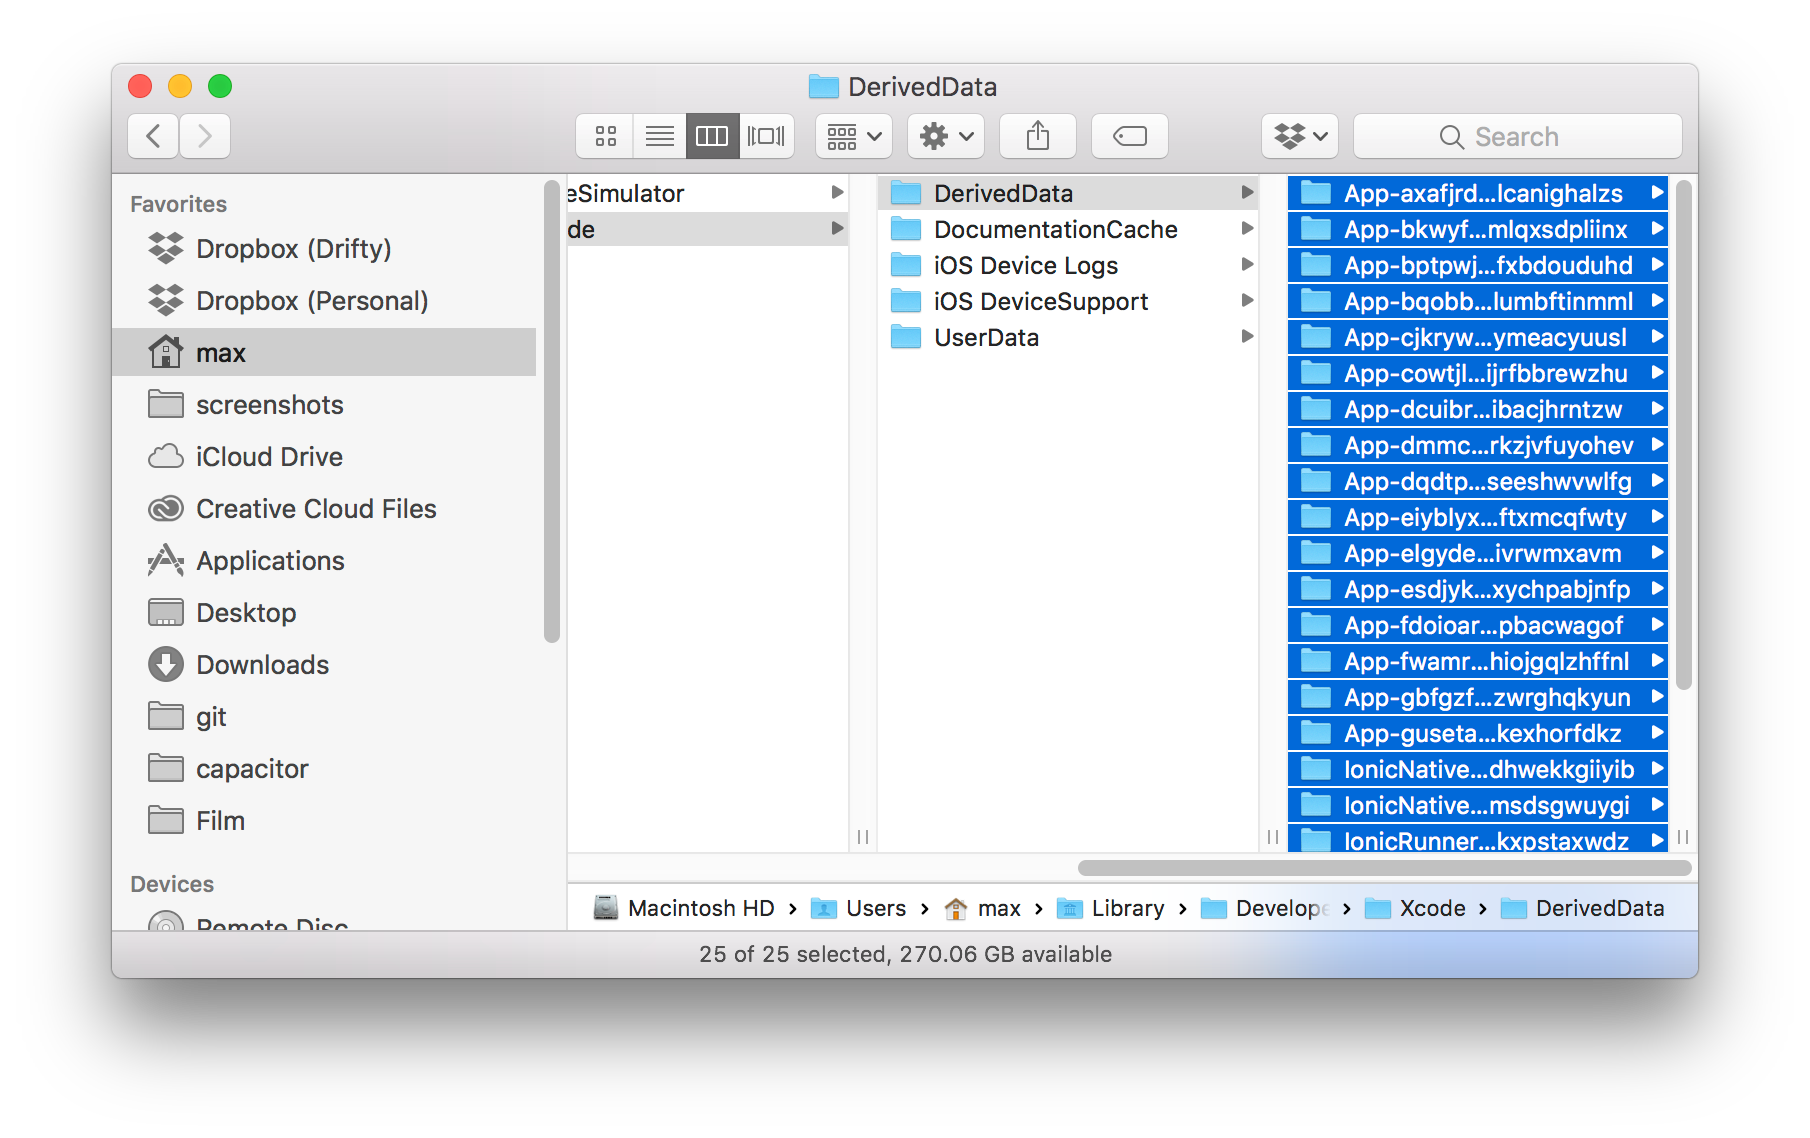 DerivedData
Search
Favorites
Dropbox (Drifty)
Dropbox (Personal)
max
screenshots
iCloud Drive
Creative Cloud Files
Applications
Desktop
Downloads
git
capacitor
Film
Devices
Remote Disc
eSimulator
de
DerivedData
DocumentationCache
iOS Device Logs
iOS DeviceSupport
UserData
App-axafjrd...lcanighalzs
App-bkwyf...mlqxsdpliinx
App-bptpwj...fxbdouduhd
App-bqobb...lumbftinmml
App-cjkryw...ymeacyuusl
App-cowtjl...ijrfbbrewzhu
App-dcuibr...ibacjhrntzw
App-dmmc...rkzjvfuyohev
App-dqdtp...seeshwvwlfg
App-eiyblyx...ftxmcqfwty
App-elgyde...ivrwmxavm
App-esdjyk...xychpabjnfp
App-fdoioar...pbacwagof
App-fwamr...hiojgqlzhffnl
App-gbfgzf...zwrghqkyun
App-guseta...kexhorfdkz
IonicNative...dhwekkgiiyib
IonicNative...msdsgwuygi
IonicRunner...kxpstaxwdz
Macintosh HD › Users › max › Library › Develope › Xcode › DerivedData
25 of 25 selected, 270.06 GB available